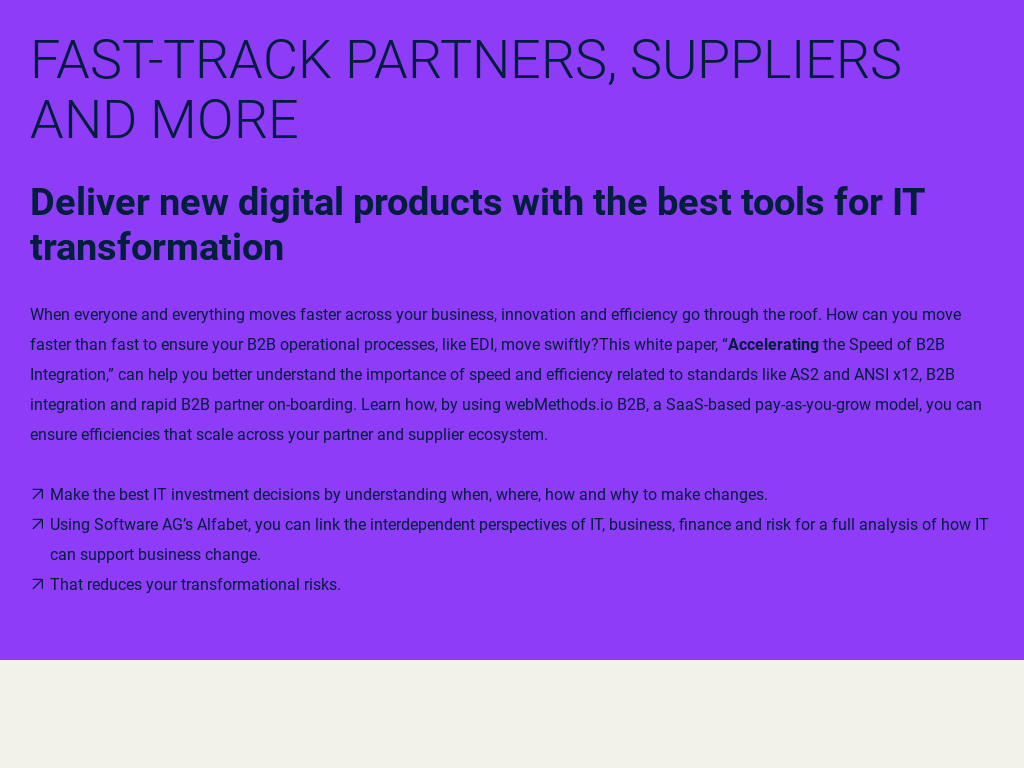 FAST-TRACK PARTNERS, SUPPLIERS
AND MORE
Deliver new digital products with the best tools for IT
transformation
When everyone and everything moves faster across your business, innovation and efficiency go through the roof. How can you move
faster than fast to ensure your B2B operational processes, like EDI, move swiftly?This white paper, “Accelerating the Speed of B2B
Integration,” can help you better understand the importance of speed and efficiency related to standards like AS2 and ANSI x12, B2B
integration and rapid B2B partner on-boarding. Learn how, by using webMethods.io B2B, a SaaS-based pay-as-you-grow model, you can
ensure efficiencies that scale across your partner and supplier ecosystem.
Make the best IT investment decisions by understanding when, where, how and why to make changes.
Using Software AG’s Alfabet, you can link the interdependent perspectives of IT, business, finance and risk for a full analysis of how IT
can support business change.
That reduces your transformational risks.